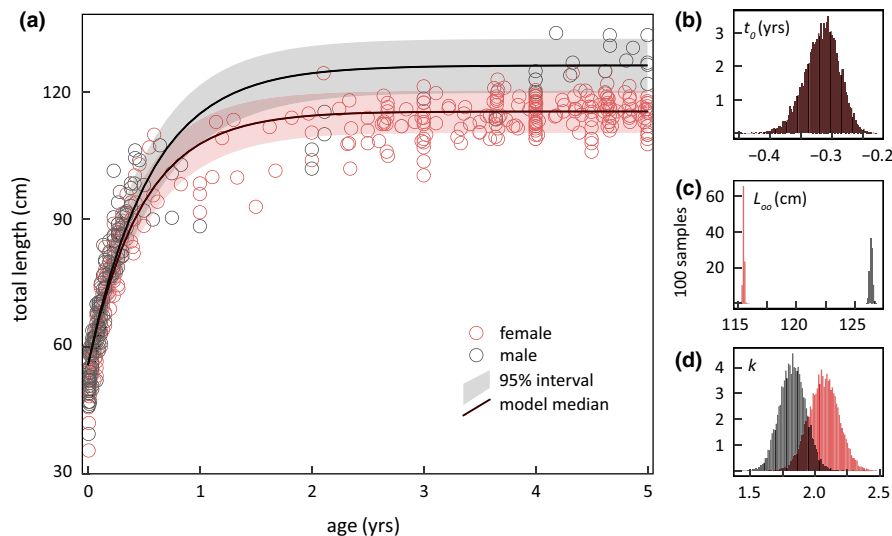 (a)
total length (cm)
120
90
60
30
0
1
2
3
4
5
age (yrs)
female
male
95% interval
model median
(b)
t₀ (yrs)
3
2
1
−0.4
−0.3
−0.2
(c)
L∞ (cm)
100 samples
60
40
20
115
120
125
(d)
k
4
3
2
1
1.5
2.0
2.5